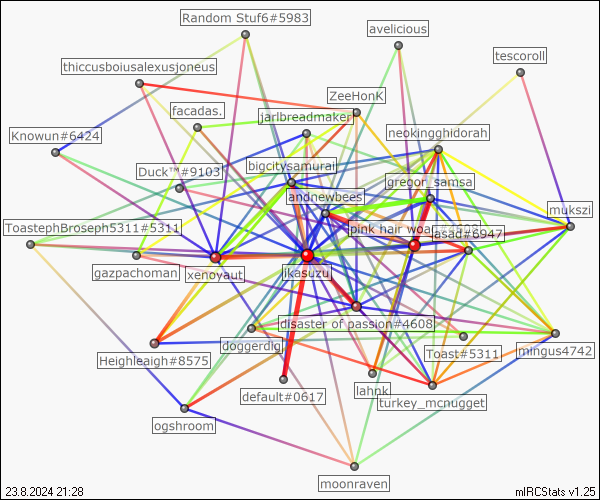 Random Stuf6#5983
avelicious
tescoroll
thiccusboiusalexusjoneus
ZeeHonK
facadas.
jarlbreadmaker
neokingghidorah
Knowun#6424
bigcitysamurai
Duck™#9103
gregor_samsa
andnewbees
mukszi
ToastephBroseph5311#5311
pink hair woa
asad#6947
gazpachoman
xenoyaut
ikasuzu
disaster of passion#4608
doggerdig
Heighleaigh#8575
Toast#5311
mingus4742
default#0617
lahnk
turkey_mcnugget
ogshroom
moonraven
23.8.2024 21:28
mIRCStats v1.25